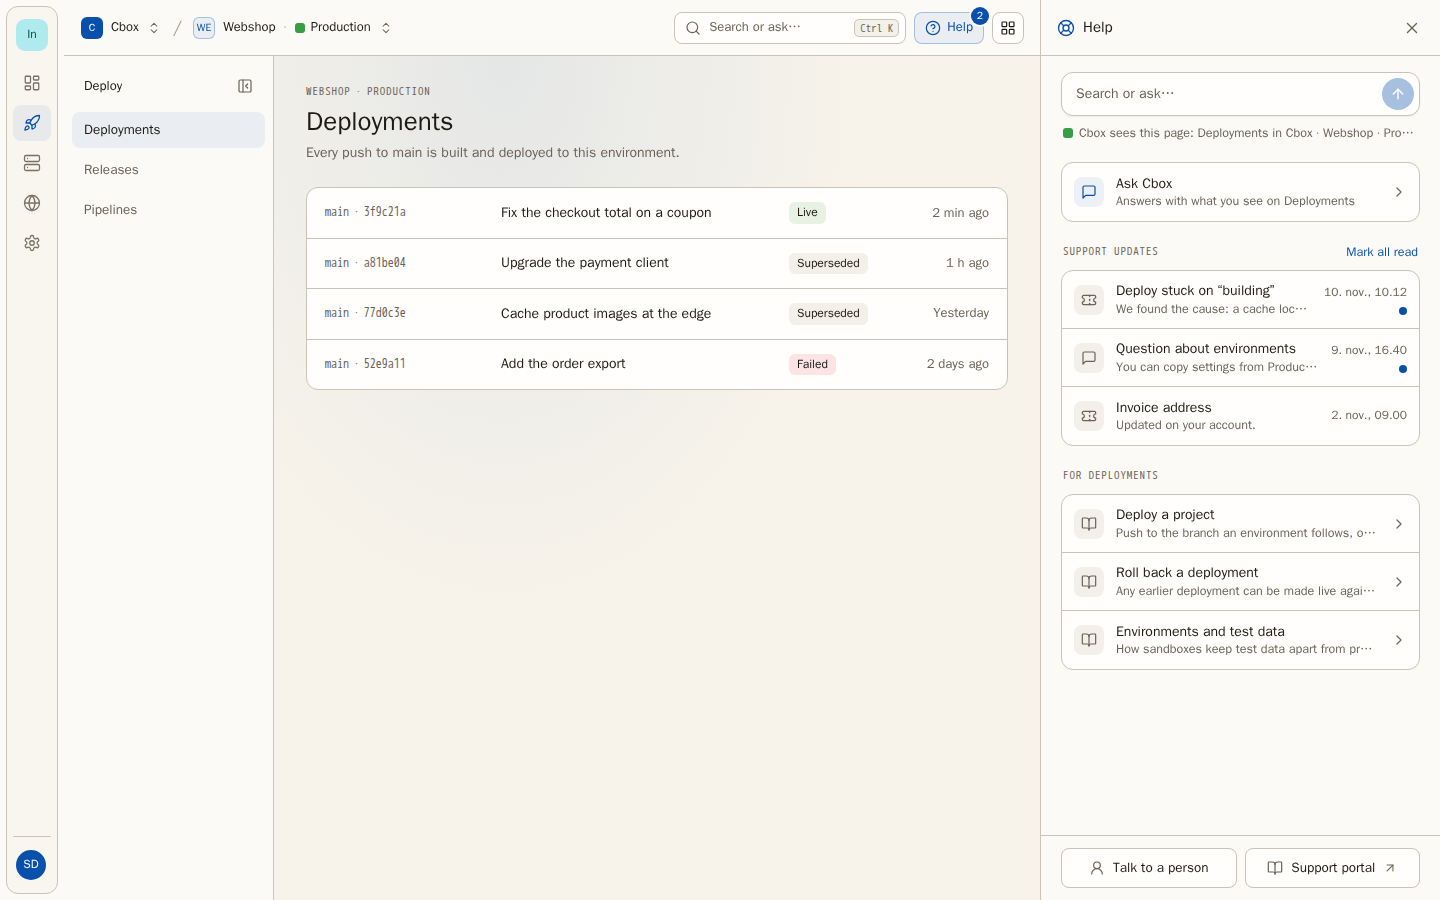 In
C Cbox / WE Webshop · Production
Search or ask… Ctrl K
Help 2
Help
Deploy
Deployments
Releases
Pipelines
SD
WEBSHOP · PRODUCTION
Deployments
Every push to main is built and deployed to this environment.
main · 3f9c21a Fix the checkout total on a coupon Live 2 min ago
main · a81be04 Upgrade the payment client Superseded 1 h ago
main · 77d0c3e Cache product images at the edge Superseded Yesterday
main · 52e9a11 Add the order export Failed 2 days ago
Search or ask…
Cbox sees this page: Deployments in Cbox · Webshop · Pro…
Ask Cbox
Answers with what you see on Deployments
SUPPORT UPDATES Mark all read
Deploy stuck on “building” 10. nov., 10.12
We found the cause: a cache loc…
Question about environments 9. nov., 16.40
You can copy settings from Produc…
Invoice address 2. nov., 09.00
Updated on your account.
FOR DEPLOYMENTS
Deploy a project
Push to the branch an environment follows, o…
Roll back a deployment
Any earlier deployment can be made live agai…
Environments and test data
How sandboxes keep test data apart from pr…
Talk to a person
Support portal